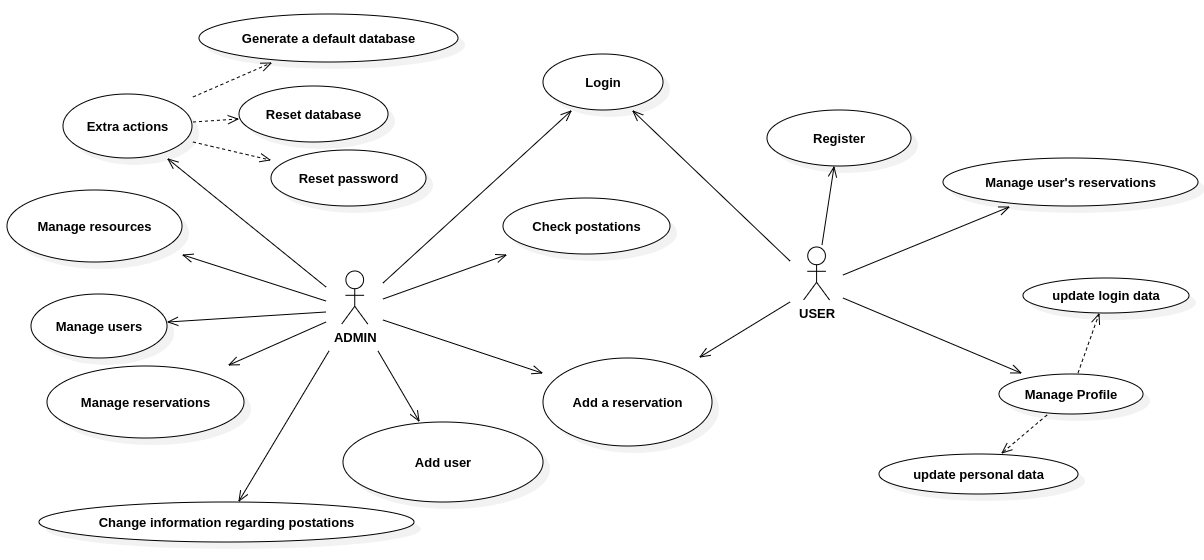 Generate a default database
Login
Reset database
Extra actions
Register
Reset password
Manage user's reservations
Manage resources
Check postations
update login data
USER
Manage users
ADMIN
Manage Profile
Manage reservations
Add a reservation
Add user
update personal data
Change information regarding postations